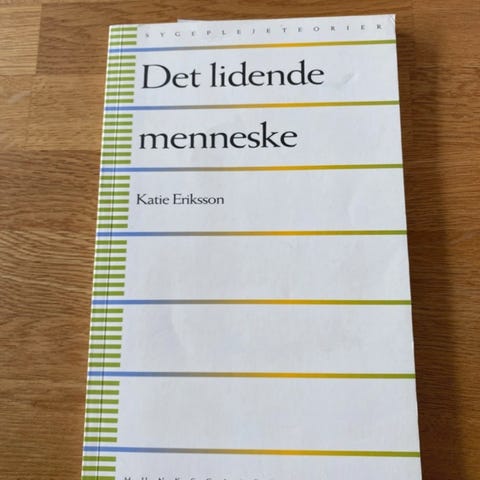 SYGEPLEJETEORIER
Det lidende
menneske
Katie Eriksson